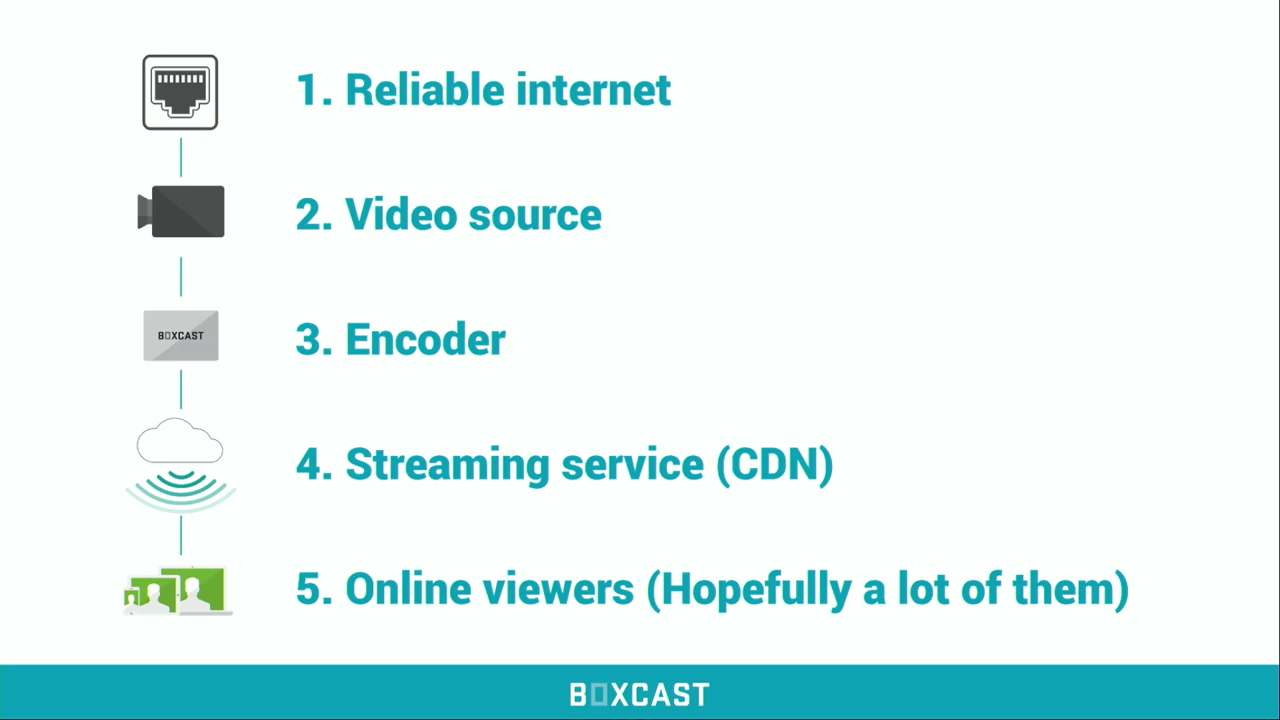 1. Reliable internet
2. Video source
BOXCAST
3. Encoder
4. Streaming service (CDN)
5. Online viewers (Hopefully a lot of them)
BOXCAST